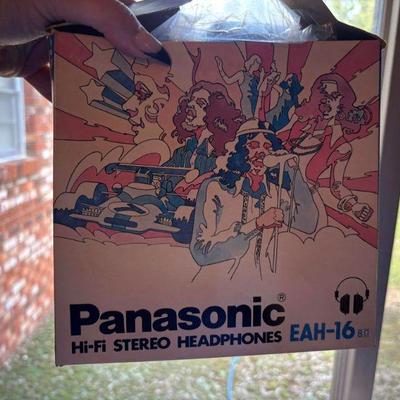 Panasonic®
Hi-Fi STEREO HEADPHONES EAH-16 8Ω